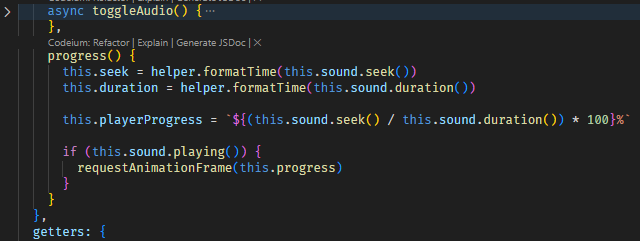 async toggleAudio() {···
},
Codeium: Refactor | Explain | Generate JSDoc | ✕
progress() {
this.seek = helper.formatTime(this.sound.seek())
this.duration = helper.formatTime(this.sound.duration())
this.playerProgress = `${(this.sound.seek() / this.sound.duration()) * 100}%`
if (this.sound.playing()) {
requestAnimationFrame(this.progress)
}
}
},
getters: {